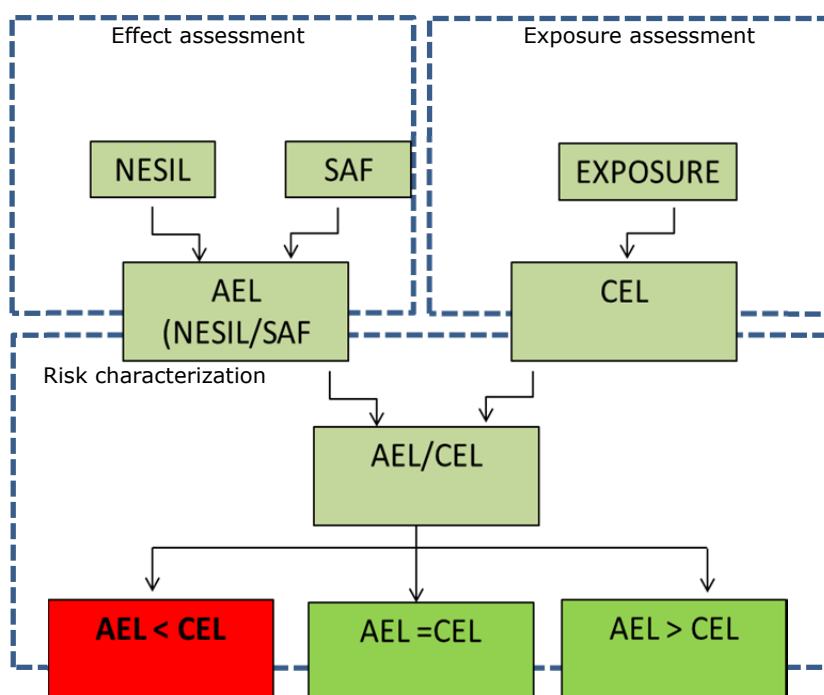 Effect assessment
Exposure assessment
NESIL
SAF
EXPOSURE
AEL
(NESIL/SAF
CEL
Risk characterization
AEL/CEL
AEL < CEL
AEL =CEL
AEL > CEL